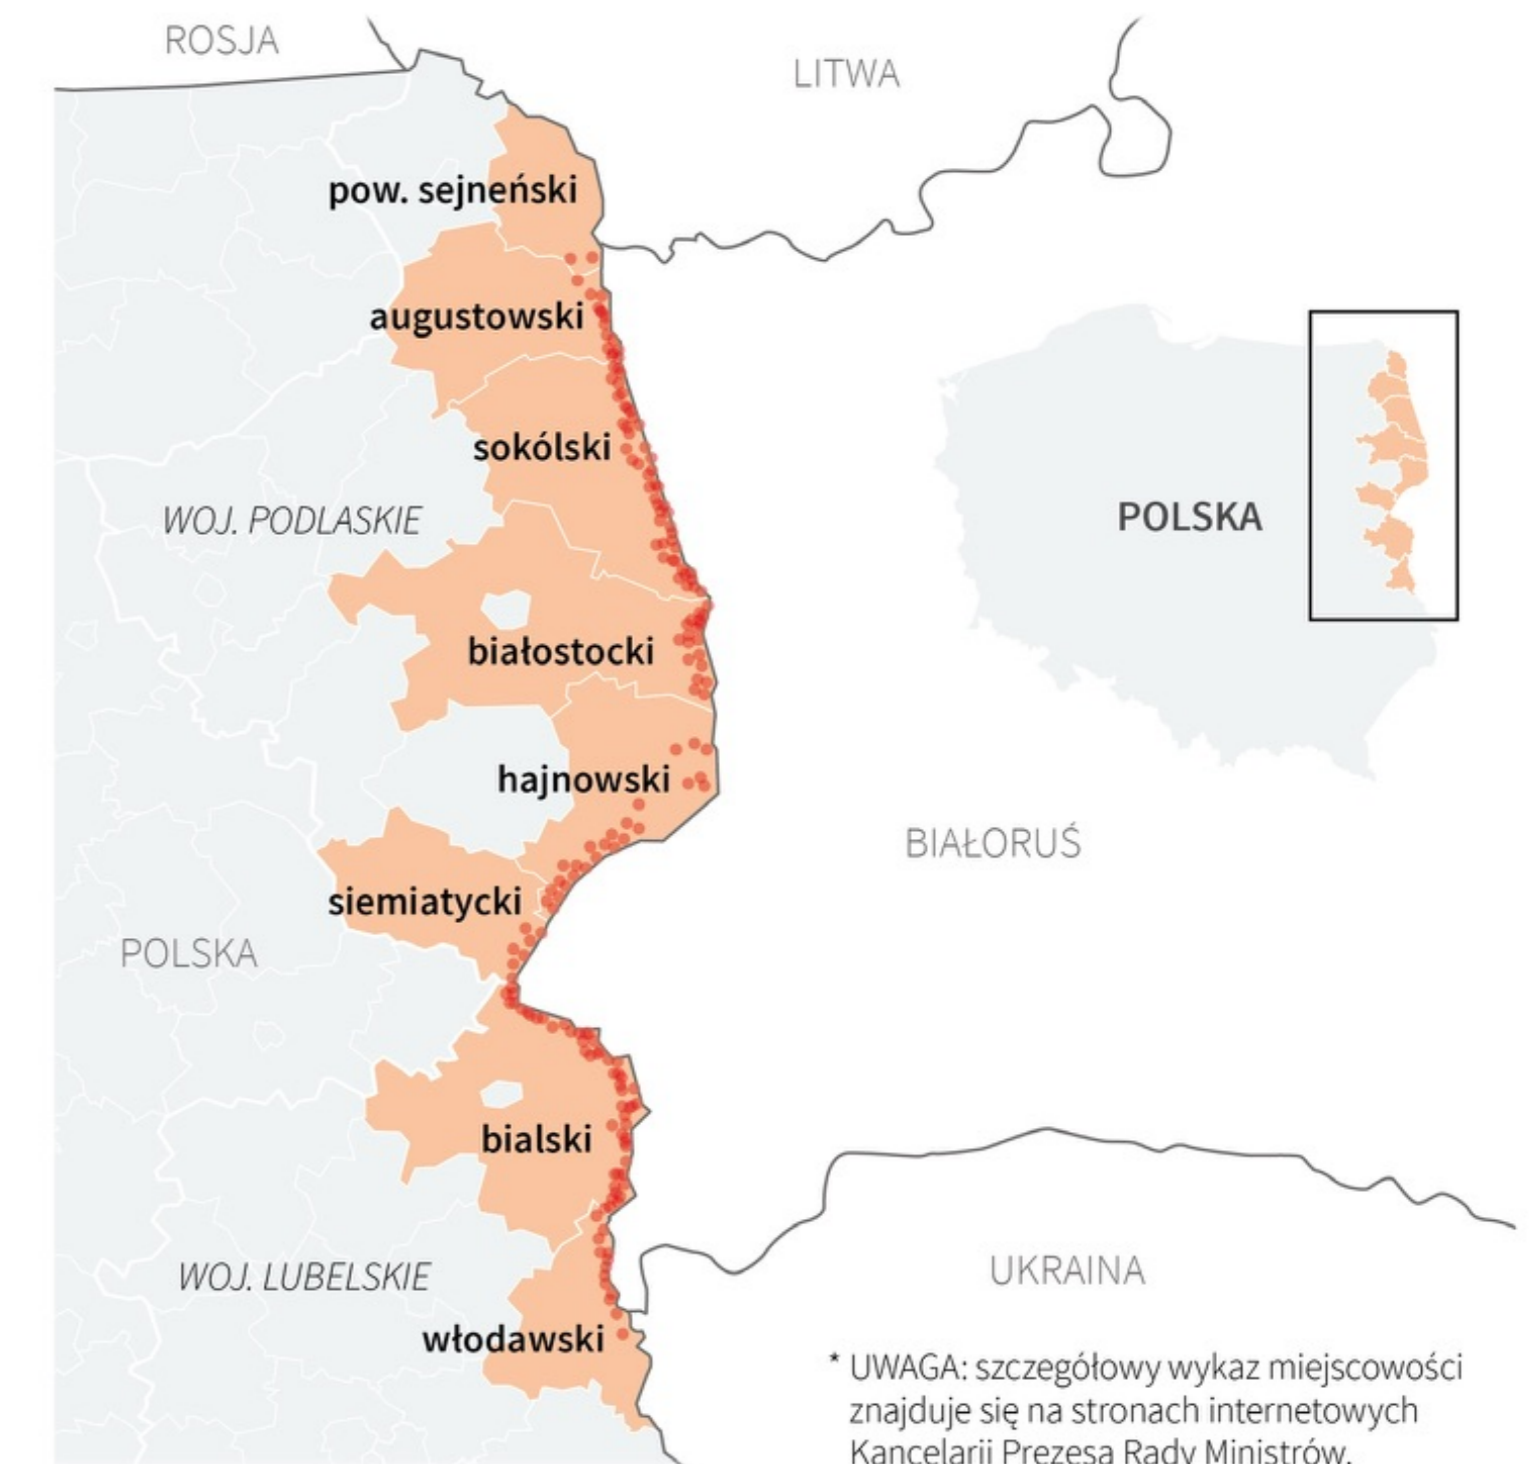 ROSJA
LITWA
pow. sejneński
augustowski
sokólski
WOJ. PODLASKIE
POLSKA
białostocki
hajnowski
BIAŁORUŚ
siemiatycki
POLSKA
bialski
WOJ. LUBELSKIE
UKRAINA
włodawski
* UWAGA: szczegółowy wykaz miejscowości
znajduje się na stronach internetowych
Kancelarii Prezesa Rady Ministrów.